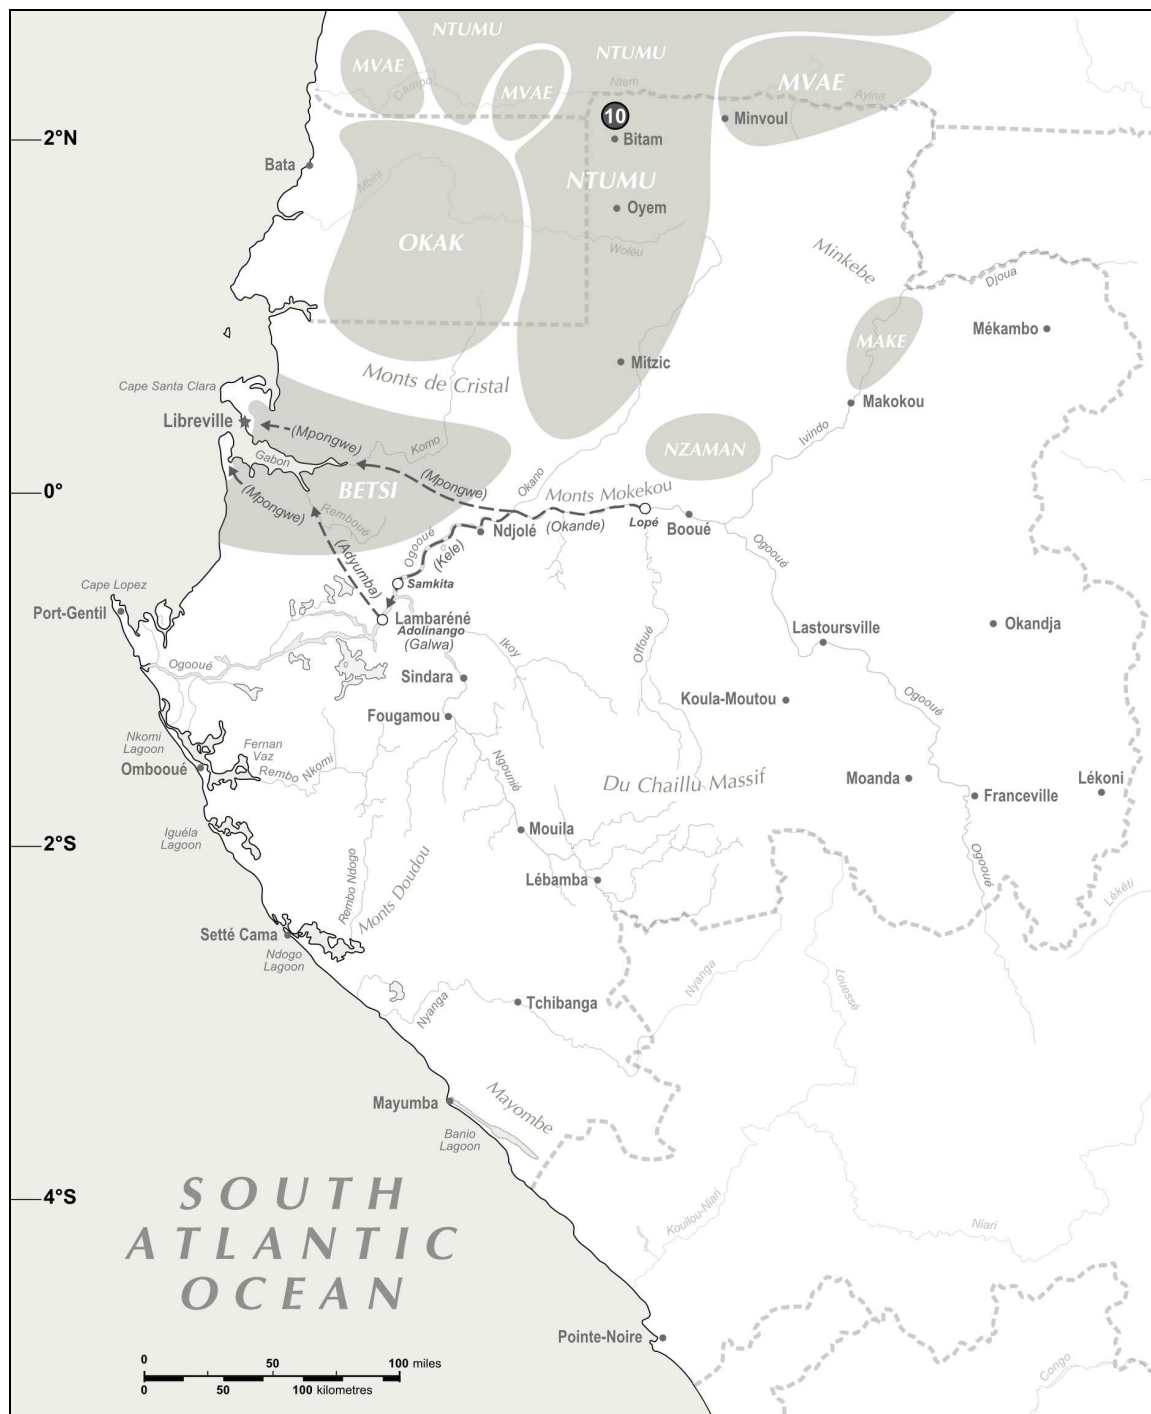 NTUMU
NTUMU
MVAE
MVAE
MVAE
Campo
Ntem
Ayina
10
Minvoul
2°N
Bitam
Bata
Mbini
NTUMU
Oyem
OKAK
Woleu
Minkebe
Djoua
MAKE
Mékambo
Mitzic
Monts de Cristal
Cape Santa Clara
Makokou
Libreville
(Mpongwe)
Komo
Ivindo
NZAMAN
Gabon
(Mpongwe)
Okano
0°
BETSI
Monts Mokekou
(Mpongwe)
Remboué
Lopé
Booué
(Okande)
Ndjolé
Ogooué
(Kele)
Ogooué
(Adyumba)
Samkita
Cape Lopez
Port-Gentil
Lambaréné
Adolinango
(Galwa)
Ikoy
Offoué
Lastoursville
Okandja
Ogooué
Sindara
Koula-Moutou
Ogooué
Fougamou
Nkomi
Lagoon
Fernan
Vaz
Rembo Nkomi
Ombooué
Ngounié
Du Chaillu Massif
Moanda
Lékoni
Franceville
Iguéla
Lagoon
Mouila
2°S
Ogooué
Lébamba
Rembo Ndogo
Monts Doudou
Lékéti
Setté Cama
Ndogo
Lagoon
Nyanga
Louessé
Nyanga
Tchibanga
Mayumba
Mayombe
Banio
Lagoon
4°S
SOUTH
ATLANTIC
OCEAN
Kouilou-Niari
Niari
Pointe-Noire
Congo
0 50 100 miles
0 50 100 kilometres